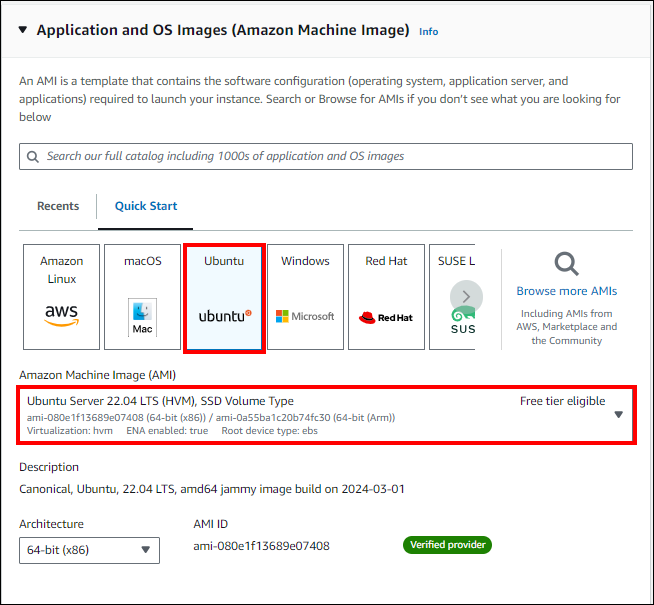 Application and OS Images (Amazon Machine Image) Info
An AMI is a template that contains the software configuration (operating system, application server, and
applications) required to launch your instance. Search or Browse for AMIs if you don't see what you are looking for
below
Search our full catalog including 1000s of application and OS images
Recents
Quick Start
Amazon
Linux
aws
macOS
Mac
Ubuntu
ubuntu
Windows
Microsoft
Red Hat
Red Hat
SUSE L
SUS
Browse more AMIs
Including AMIs from
AWS, Marketplace and
the Community
Amazon Machine Image (AMI)
Ubuntu Server 22.04 LTS (HVM), SSD Volume Type
Free tier eligible
ami-080e1f13689e07408 (64-bit (x86)) / ami-0a55ba1c20b74fc30 (64-bit (Arm))
Virtualization: hvm ENA enabled: true Root device type: ebs
Description
Canonical, Ubuntu, 22.04 LTS, amd64 jammy image build on 2024-03-01
Architecture
64-bit (x86)
AMI ID
ami-080e1f13689e07408
Verified provider